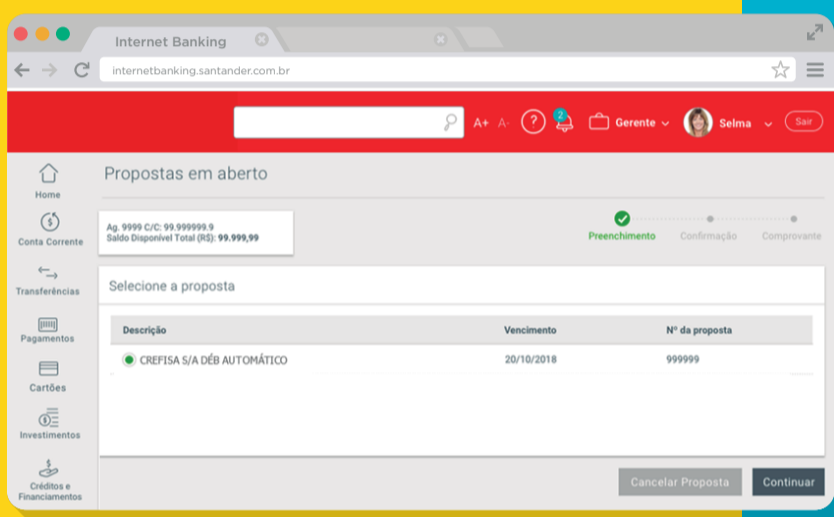 Internet Banking
internetbanking.santander.com.br
A+ A- ? 2 Gerente Selma Sair
Home
Conta Corrente
Transferências
Pagamentos
Cartões
Investimentos
Créditos e
Financiamentos
Propostas em aberto
Ag. 9999 C/C: 99.999999.9
Saldo Disponível Total (R$): 99.999,99
Preenchimento Confirmação Comprovante
Selecione a proposta
Descrição Vencimento Nº da proposta
CREFISA S/A DÉB AUTOMÁTICO 20/10/2018 999999
Cancelar Proposta Continuar